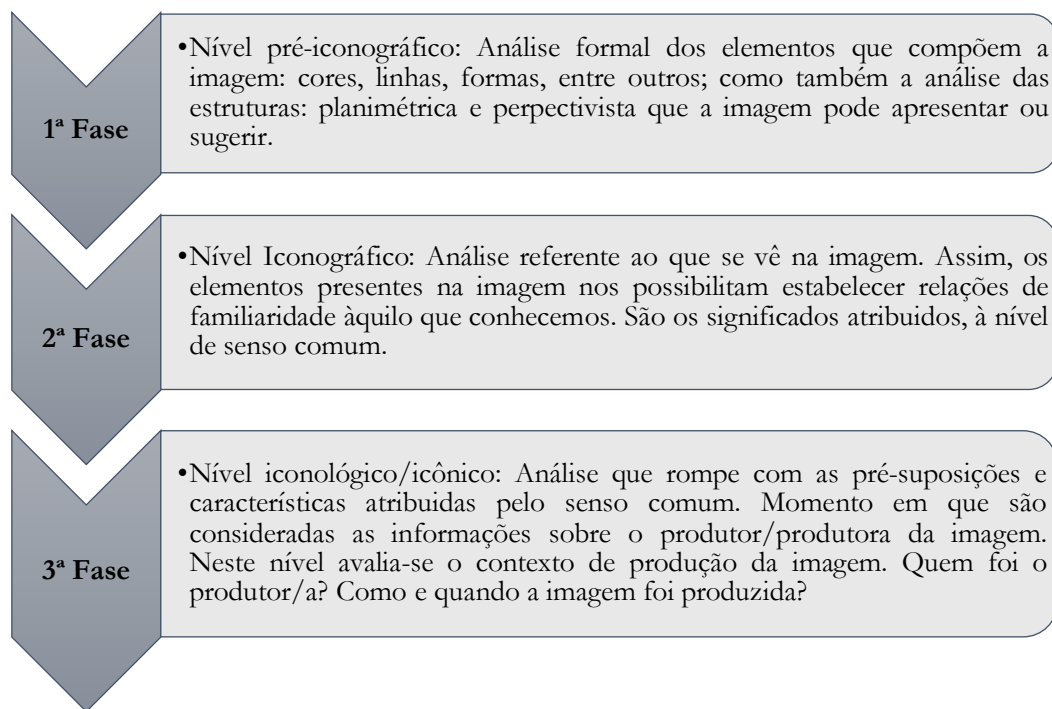 1ª Fase
•Nível pré-iconográfico: Análise formal dos elementos que compõem a
imagem: cores, linhas, formas, entre outros; como também a análise das
estruturas: planimétrica e perpectivista que a imagem pode apresentar ou
sugerir.
2ª Fase
•Nível Iconográfico: Análise referente ao que se vê na imagem. Assim, os
elementos presentes na imagem nos possibilitam estabelecer relações de
familiaridade àquilo que conhecemos. São os significados atribuidos, à nível
de senso comum.
3ª Fase
•Nível iconológico/icônico: Análise que rompe com as pré-suposições e
características atribuidas pelo senso comum. Momento em que são
consideradas as informações sobre o produtor/produtora da imagem.
Neste nível avalia-se o contexto de produção da imagem. Quem foi o
produtor/a? Como e quando a imagem foi produzida?